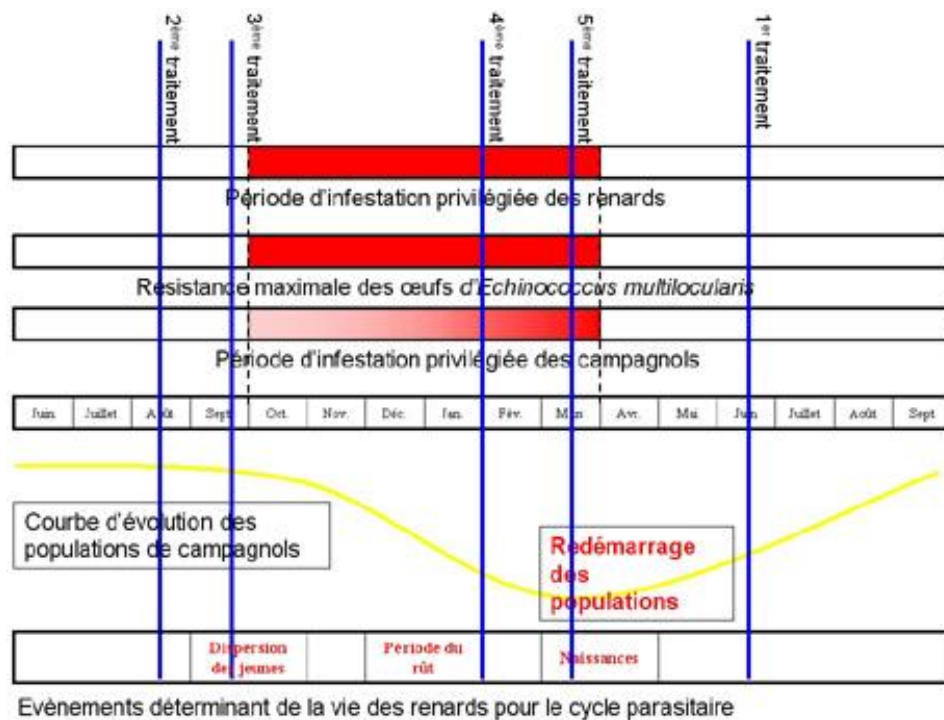 2ème traitement
3ème traitement
4ème traitement
5ème traitement
1er traitement
Période d'infestation privilégiée des renards
Résistance maximale des œufs d'Echinococcus multilocularis
Période d'infestation privilégiée des campagnols
Juin Juillet Août Sept Oct. Nov. Déc. Jan. Fév. Mars Avr. Mai Juin Juillet Août Sept
Courbe d'évolution des
populations de campagnols
Redémarrage
des
populations
Dispersion
des jeunes
Période du
rût
Naissances
Evènements déterminant de la vie des renards pour le cycle parasitaire